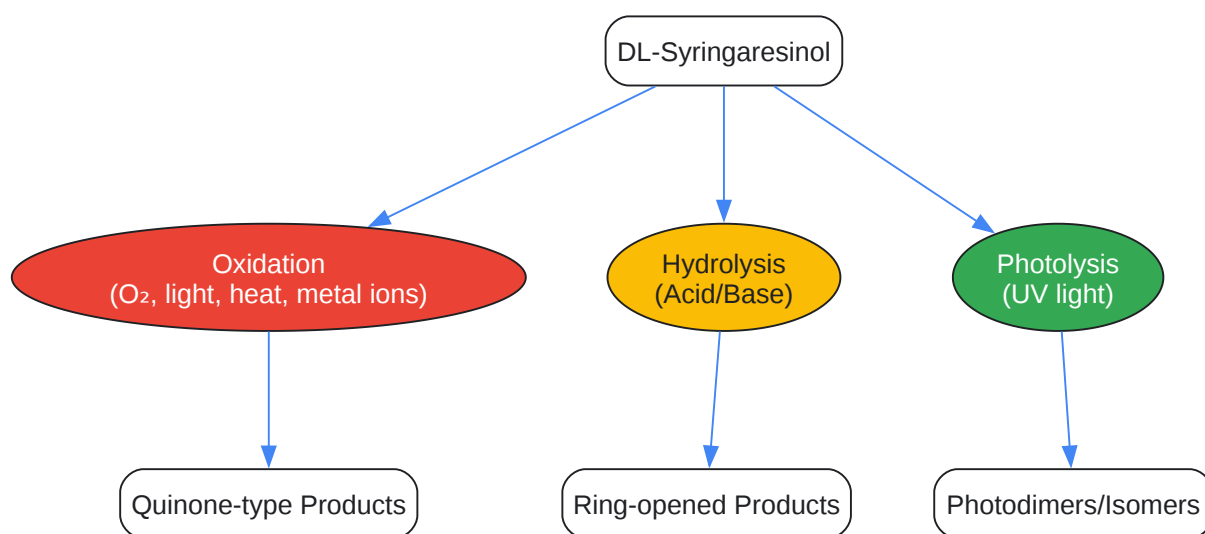 DL-Syringaresinol
Oxidation
(O₂, light, heat, metal ions)
Hydrolysis
(Acid/Base)
Photolysis
(UV light)
Quinone-type Products
Ring-opened Products
Photodimers/Isomers